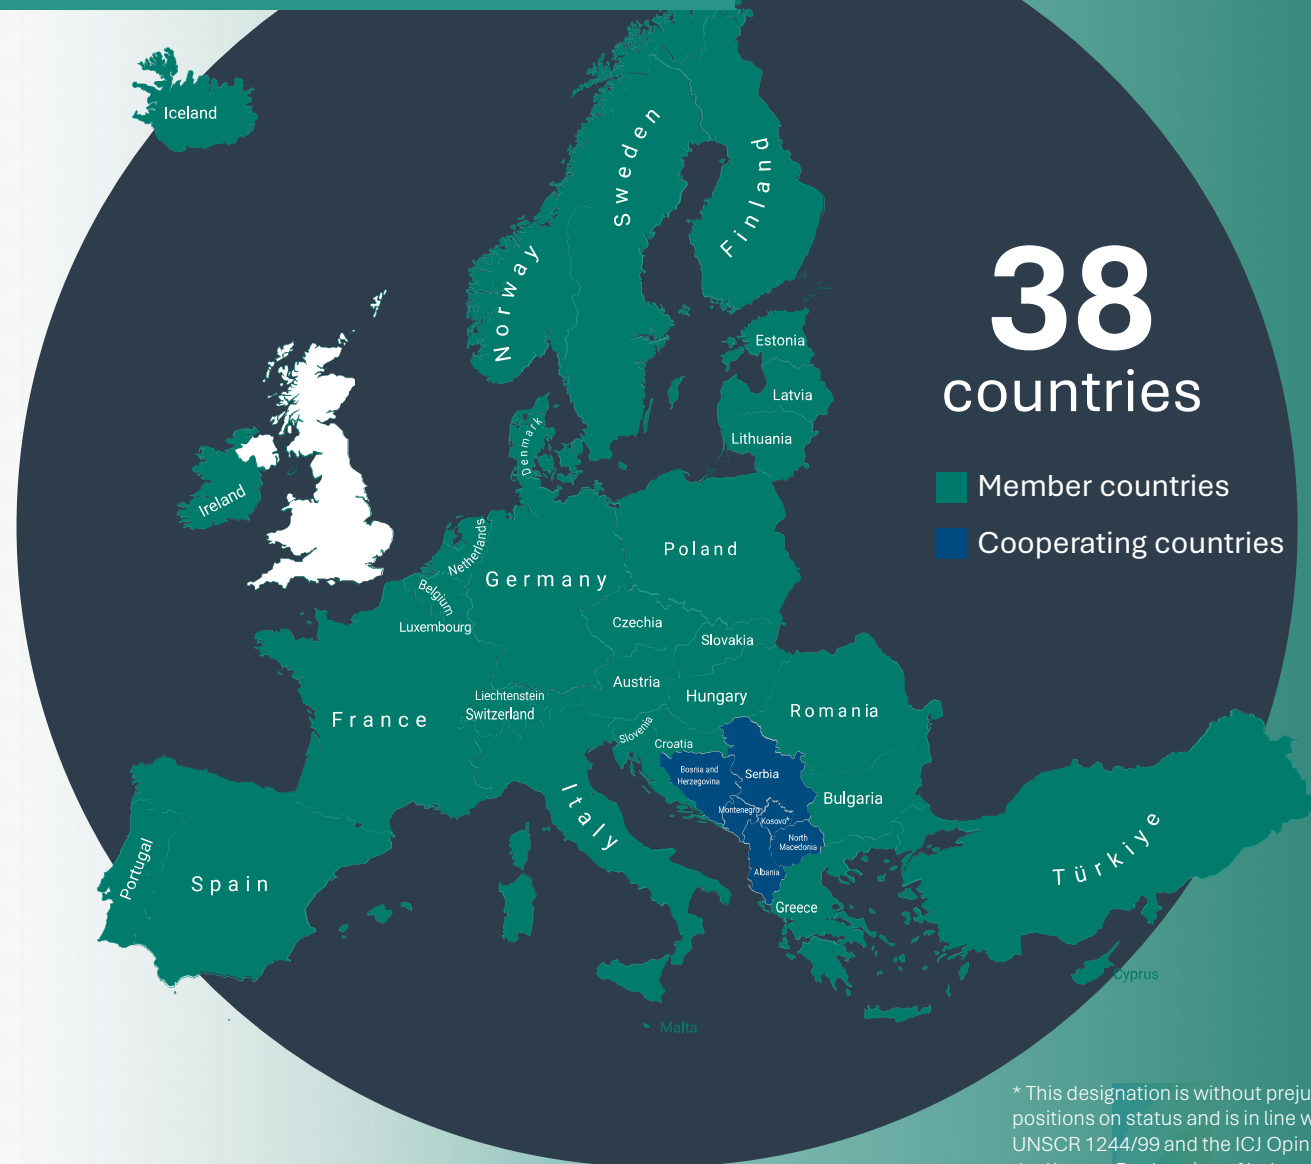 Iceland
Sweden
Finland
Norway
38
countries
Estonia
Latvia
Lithuania
Denmark
Member countries
Cooperating countries
Ireland
Netherlands
Poland
Germany
Belgium
Luxembourg
Czechia
Slovakia
Austria
Hungary
Liechtenstein
Switzerland
France
Romania
Slovenia
Croatia
Bosnia and
Herzegovina
Serbia
Bulgaria
Montenegro
Kosovo*
North
Macedonia
Italy
Türkiye
Portugal
Spain
Albania
Greece
Cyprus
Malta
* This designation is without preju
positions on status and is in line w
UNSCR 1244/99 and the ICJ Opin